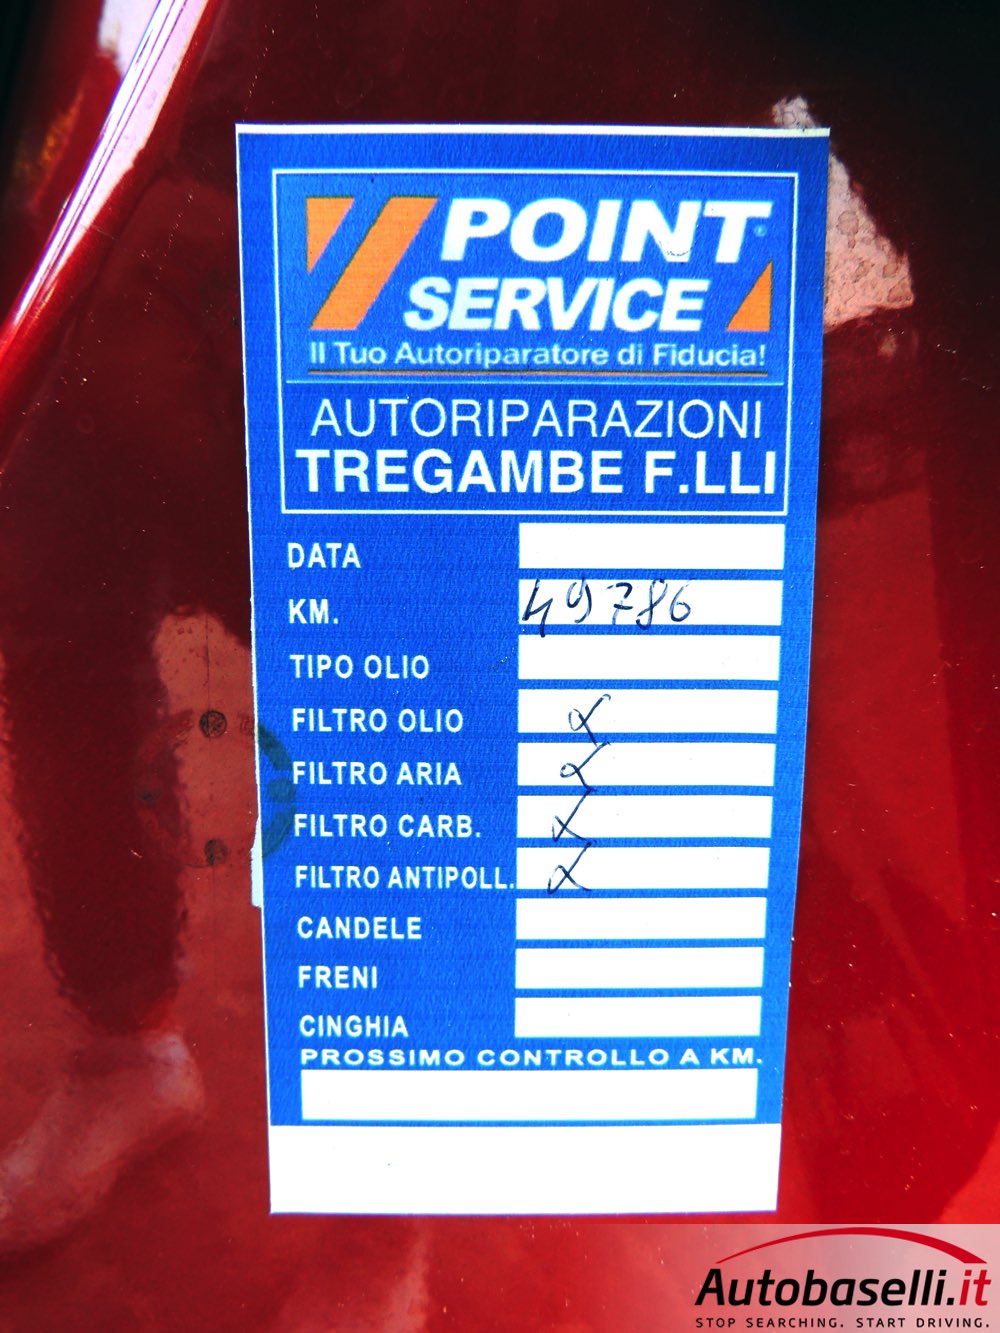 POINT®
SERVICE
Il Tuo Autoriparatore di Fiducia!
AUTORIPARAZIONI
TREGAMBE F.LLI
DATA
KM. 49786
TIPO OLIO
FILTRO OLIO
FILTRO ARIA
FILTRO CARB.
FILTRO ANTIPOLL.
CANDELE
FRENI
CINGHIA
PROSSIMO CONTROLLO A KM.
Autobaselli.it
STOP SEARCHING. START DRIVING.